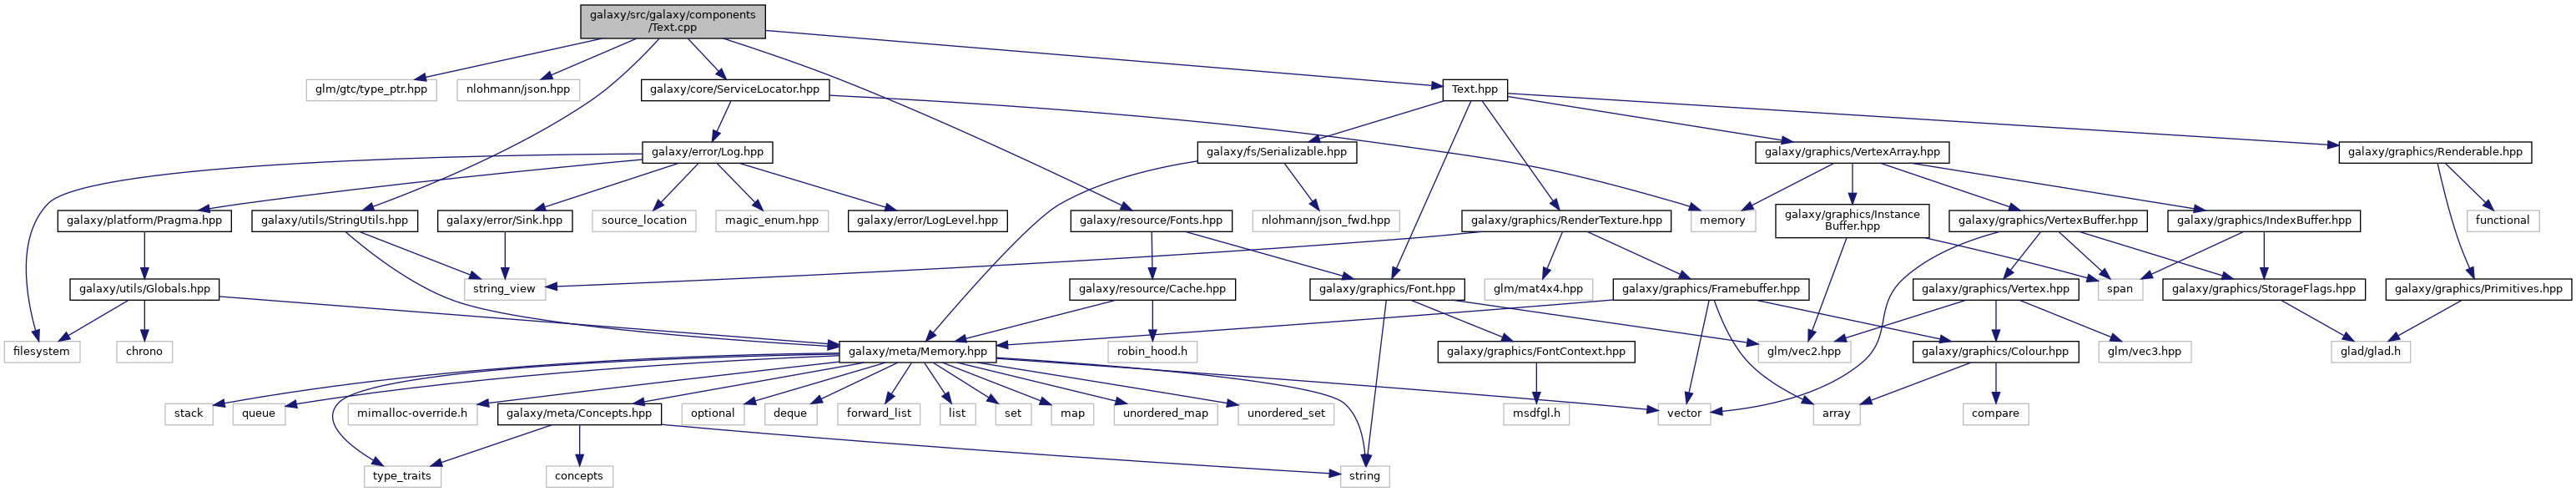 galaxy/src/galaxy/components
/Text.cpp
glm/gtc/type_ptr.hpp
nlohmann/json.hpp
galaxy/core/ServiceLocator.hpp
Text.hpp
galaxy/error/Log.hpp
galaxy/fs/Serializable.hpp
galaxy/graphics/VertexArray.hpp
galaxy/graphics/Renderable.hpp
galaxy/platform/Pragma.hpp
galaxy/utils/StringUtils.hpp
galaxy/error/Sink.hpp
source_location
magic_enum.hpp
galaxy/error/LogLevel.hpp
galaxy/resource/Fonts.hpp
nlohmann/json_fwd.hpp
galaxy/graphics/RenderTexture.hpp
memory
galaxy/graphics/Instance
Buffer.hpp
galaxy/graphics/VertexBuffer.hpp
galaxy/graphics/IndexBuffer.hpp
functional
galaxy/utils/Globals.hpp
string_view
galaxy/resource/Cache.hpp
galaxy/graphics/Font.hpp
glm/mat4x4.hpp
galaxy/graphics/Framebuffer.hpp
galaxy/graphics/Vertex.hpp
span
galaxy/graphics/StorageFlags.hpp
galaxy/graphics/Primitives.hpp
filesystem
chrono
galaxy/meta/Memory.hpp
robin_hood.h
galaxy/graphics/FontContext.hpp
glm/vec2.hpp
galaxy/graphics/Colour.hpp
glm/vec3.hpp
glad/glad.h
stack
queue
mimalloc-override.h
galaxy/meta/Concepts.hpp
optional
deque
forward_list
list
set
map
unordered_map
unordered_set
msdfgl.h
vector
array
compare
type_traits
concepts
string